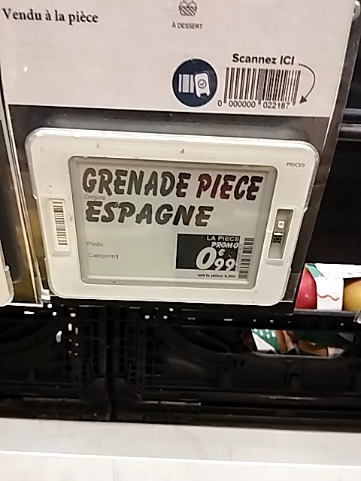 Vendu à la pièce
À DESSERT
Scannez ICI
0 000000 022187
PRICER
GRENADE PIECE
Origine
ESPAGNE
LA PIECE
PROMO
Poids:
Catégorie: I
0€99